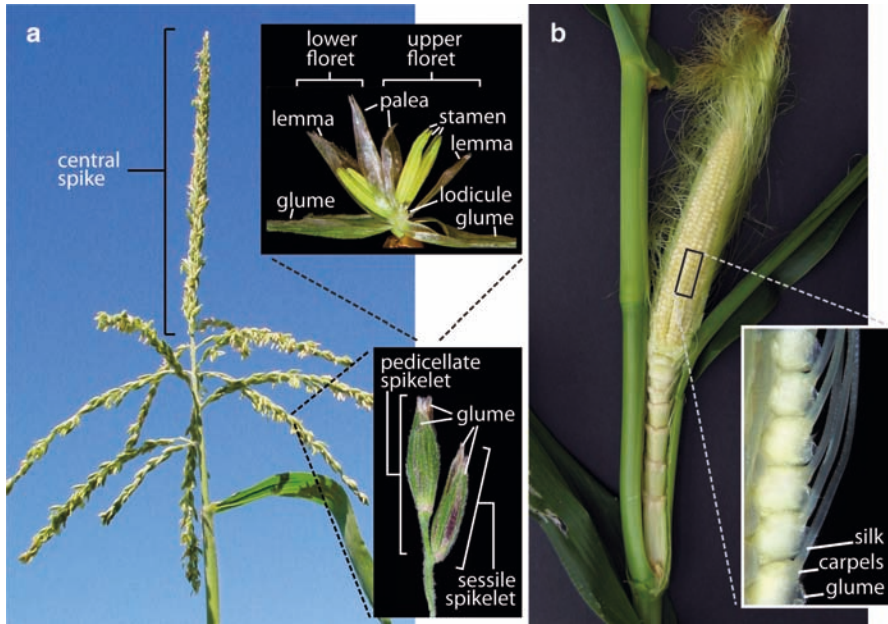 a
central
spike
lower
floret
upper
floret
palea
stamen
lemma
lemma
lodicule
glume
glume
pedicellate
spikelet
glume
sessile
spikelet
b
silk
carpels
glume